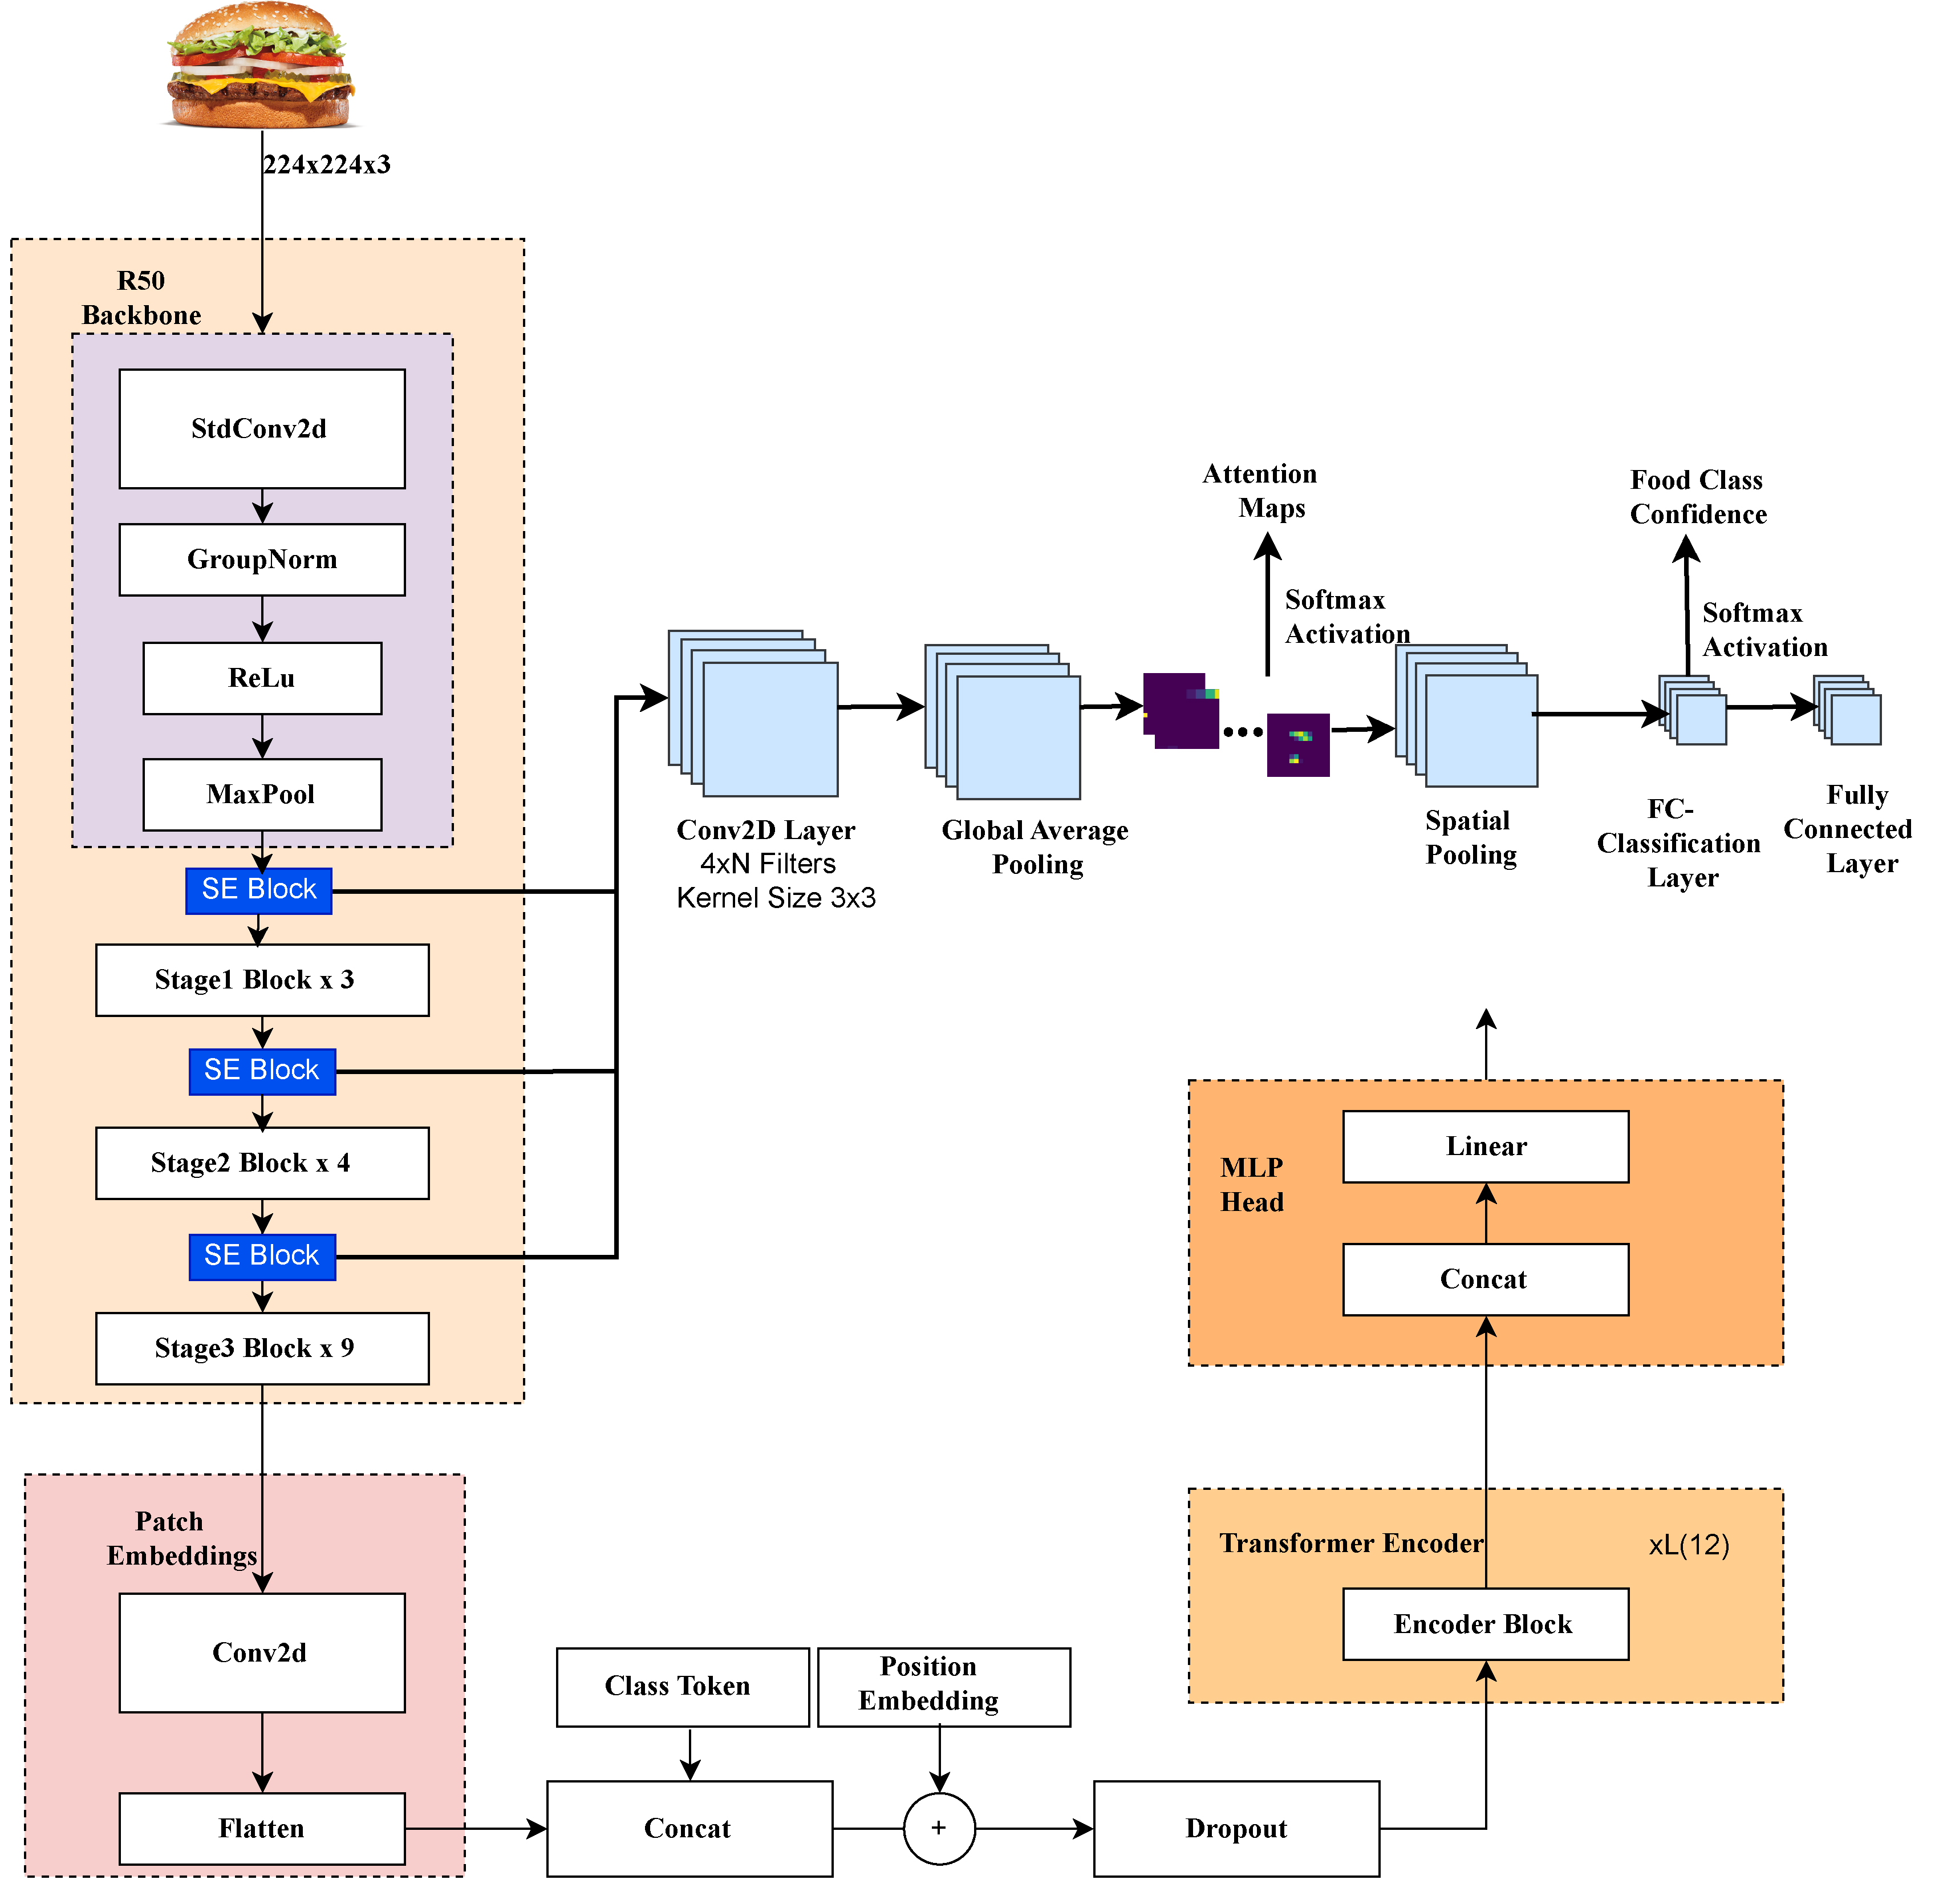 224x224x3
R50
Backbone
StdConv2d
GroupNorm
ReLu
MaxPool
SE Block
Stage1 Block x 3
SE Block
Stage2 Block x 4
SE Block
Stage3 Block x 9
Attention
Maps
Softmax
Activation
Food Class
Confidence
Softmax
Activation
Conv2D Layer
4xN Filters
Kernel Size 3x3
Global Average
Pooling
Spatial
Pooling
FC-
Classification
Layer
Fully
Connected
Layer
MLP
Head
Linear
Concat
Transformer Encoder
xL(12)
Encoder Block
Patch
Embeddings
Conv2d
Flatten
Class Token
Position
Embedding
Concat
+
Dropout